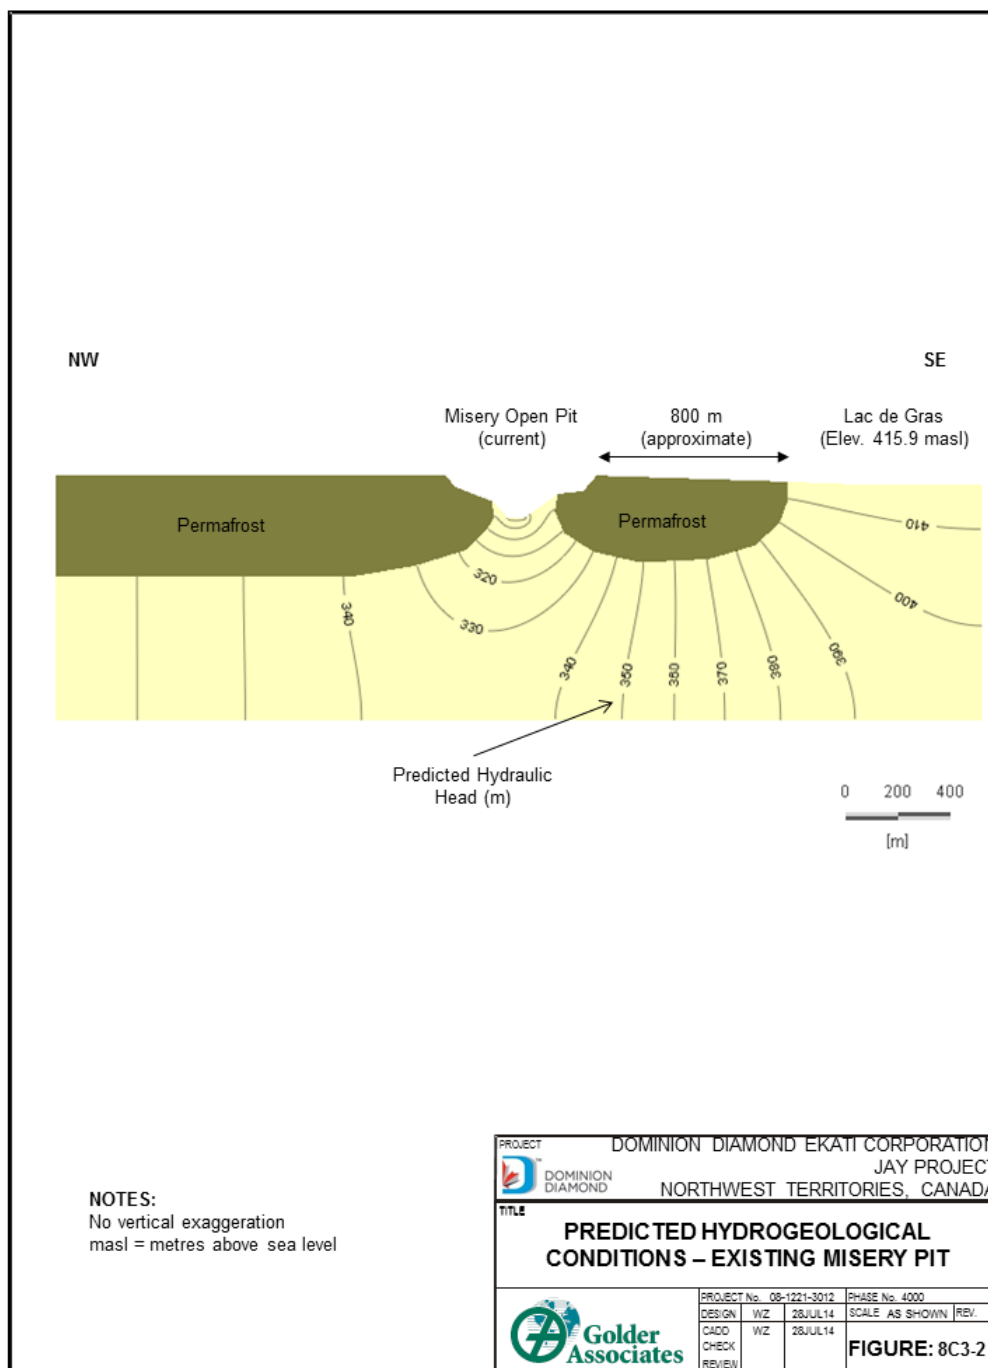 NW
SE
Misery Open Pit
(current)
800 m
(approximate)
Lac de Gras
(Elev. 415.9 masl)
Permafrost
Permafrost
410
400
320
330
340
340
350
360
370
380
390
Predicted Hydraulic
Head (m)
0 200 400
[m]
NOTES:
No vertical exaggeration
masl = metres above sea level
PROJECT
DOMINION DIAMOND EKATI CORPORATION
JAY PROJECT
NORTHWEST TERRITORIES, CANADA
DOMINION
DIAMOND
TM
TITLE
PREDICTED HYDROGEOLOGICAL
CONDITIONS – EXISTING MISERY PIT
Golder
Associates
PROJECT No. 08-1221-3012 PHASE No. 4000
DESIGN WZ 28JUL14 SCALE AS SHOWN REV.
CADD WZ 28JUL14
CHECK
REVIEW
FIGURE: 8C3-2